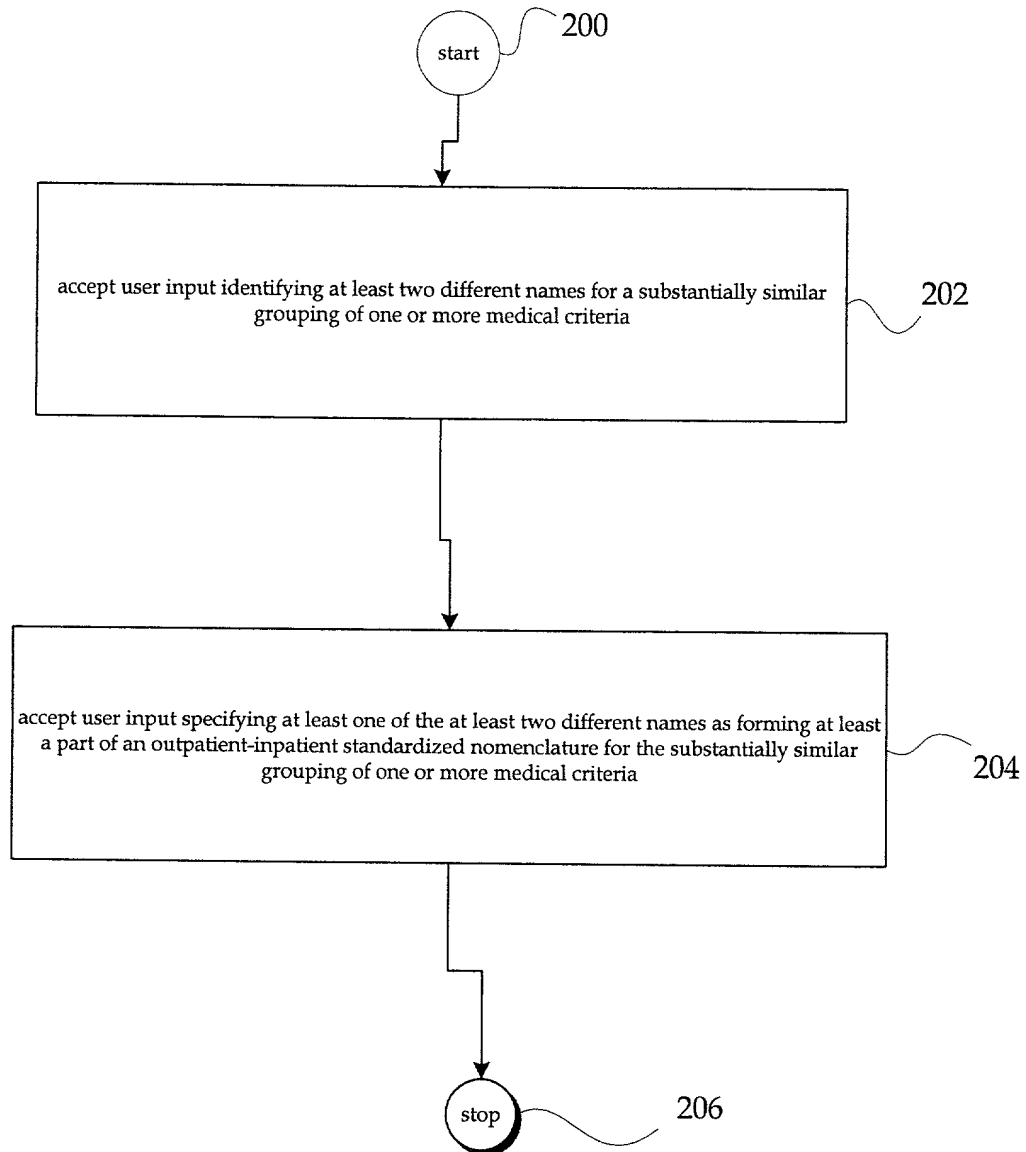 start
200
accept user input identifying at least two different names for a substantially similar
grouping of one or more medical criteria
202
accept user input specifying at least one of the at least two different names as forming at least
a part of an outpatient-inpatient standardized nomenclature for the substantially similar
grouping of one or more medical criteria
204
stop
206